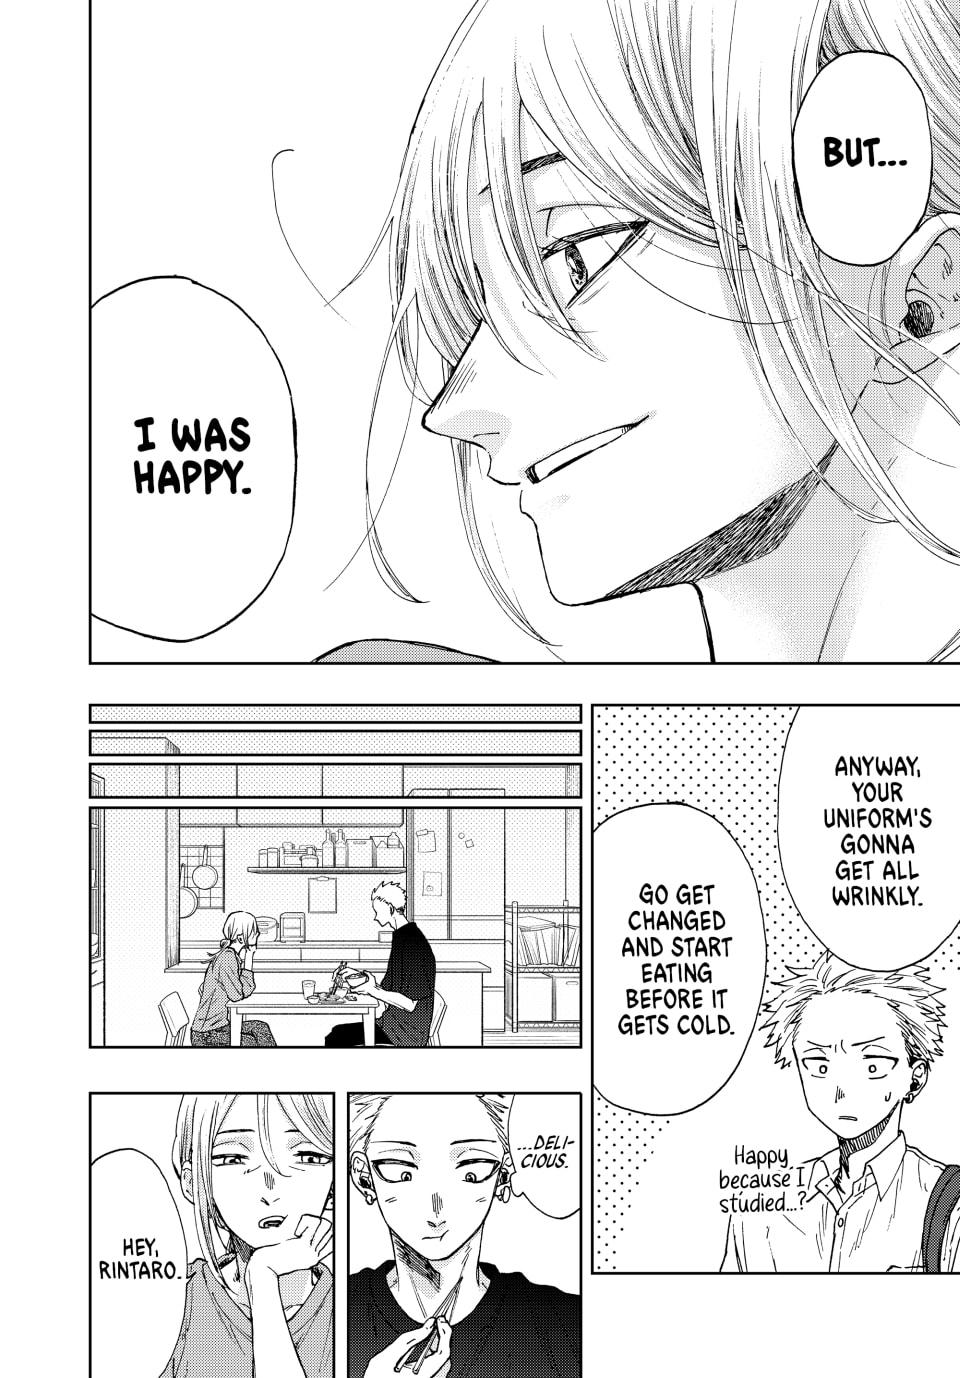 BUT...
I WAS
HAPPY.
ANYWAY,
YOUR
UNIFORM'S
GONNA
GET ALL
WRINKLY.
GO GET
CHANGED
AND START
EATING
BEFORE IT
GETS COLD.
Happy
because I
studied...?
...DELI-
CIOUS.
HEY,
RINTARO.